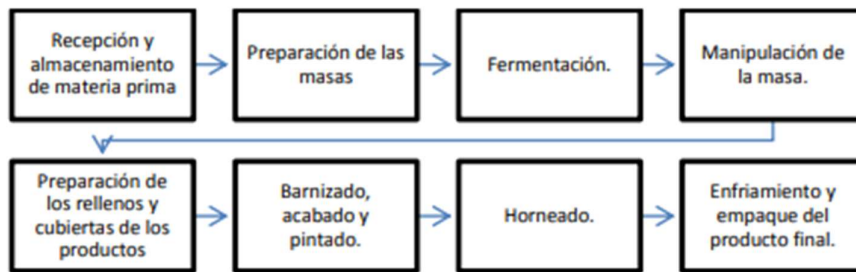 Recepción y
almacenamiento
de materia prima
Preparación de las
masas
Fermentación.
Manipulación de
la masa.
Preparación de
los rellenos y
cubiertas de los
productos
Barnizado,
acabado y
pintado.
Horneado.
Enfriamiento y
empaque del
producto final.